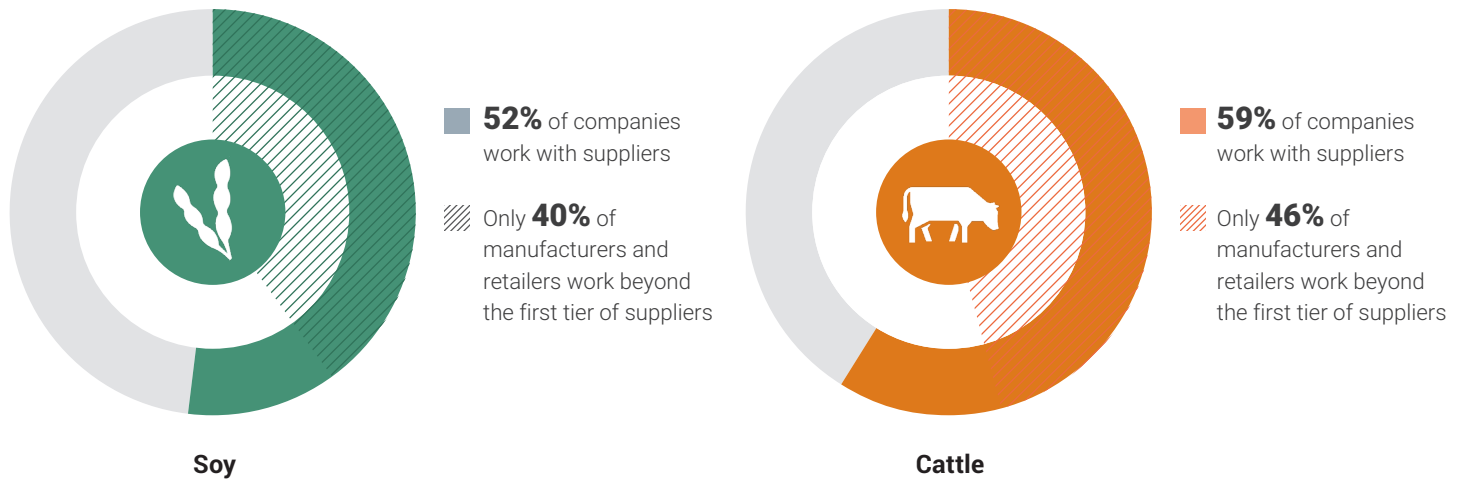 52% of companies
work with suppliers
Only 40% of
manufacturers and
retailers work beyond
the first tier of suppliers
Soy
59% of companies
work with suppliers
Only 46% of
manufacturers and
retailers work beyond
the first tier of suppliers
Cattle